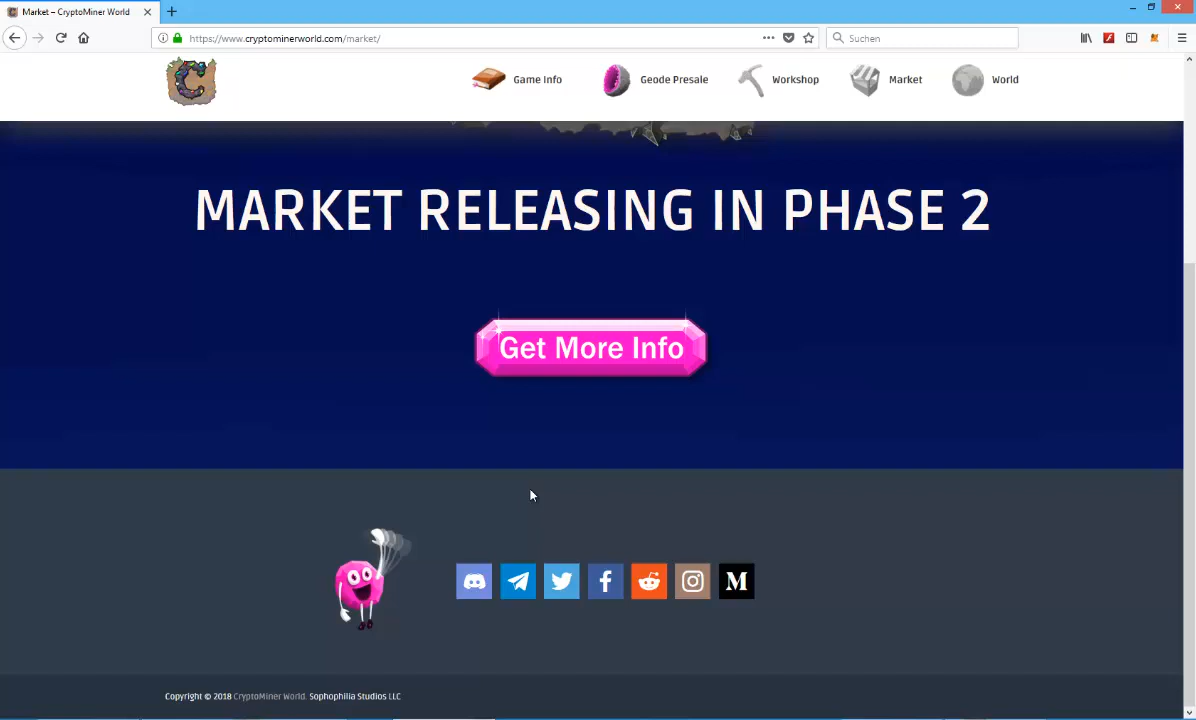 Market – CryptoMiner World
https://www.cryptominerworld.com/market/
Suchen
Game Info
Geode Presale
Workshop
Market
World
MARKET RELEASING IN PHASE 2
Get More Info
Copyright © 2018 CryptoMiner World. Sophophilia Studios LLC